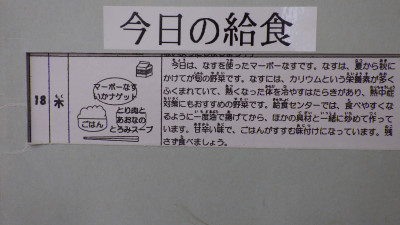 今日の給食
18
木
もく
マーボーなす
いかナゲット
とり肉と
あおなの
とろみスープ
ごはん
今日は、なすを使ったマーボーなすです。なすは、夏から秋に
かけてが旬の野菜です。なすには、カリウムという栄養素が多く
ふくまれていて、熱くなった体を冷やすはたらきがあり、熱中症
対策にもおすすめの野菜です。給食センターでは、食べやすくな
るように一度油で揚げてから、ほかの具材と一緒に炒めて作って
います。甘辛い味で、ごはんがすすむ味付けになっています。残
さず食べましょう。